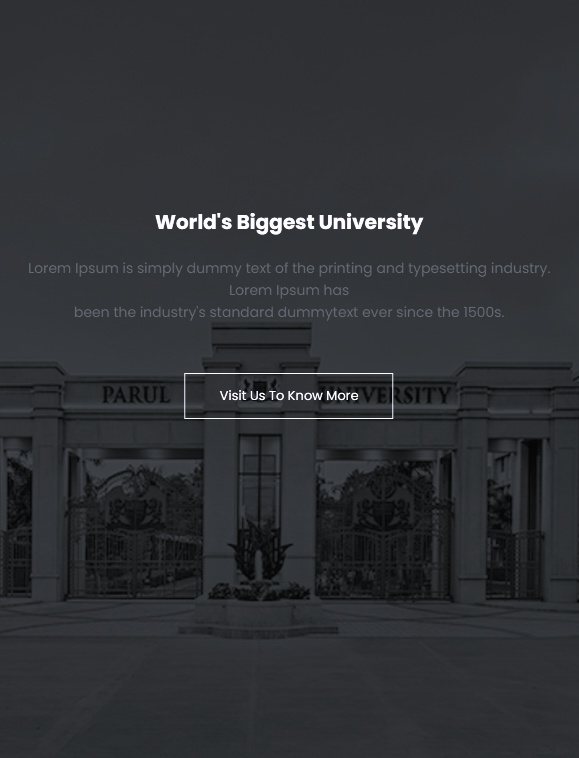 World's Biggest University
Lorem Ipsum is simply dummy text of the printing and typesetting industry.
Lorem Ipsum has
been the industry's standard dummytext ever since the 1500s.
PARUL UNIVERSITY
Visit Us To Know More